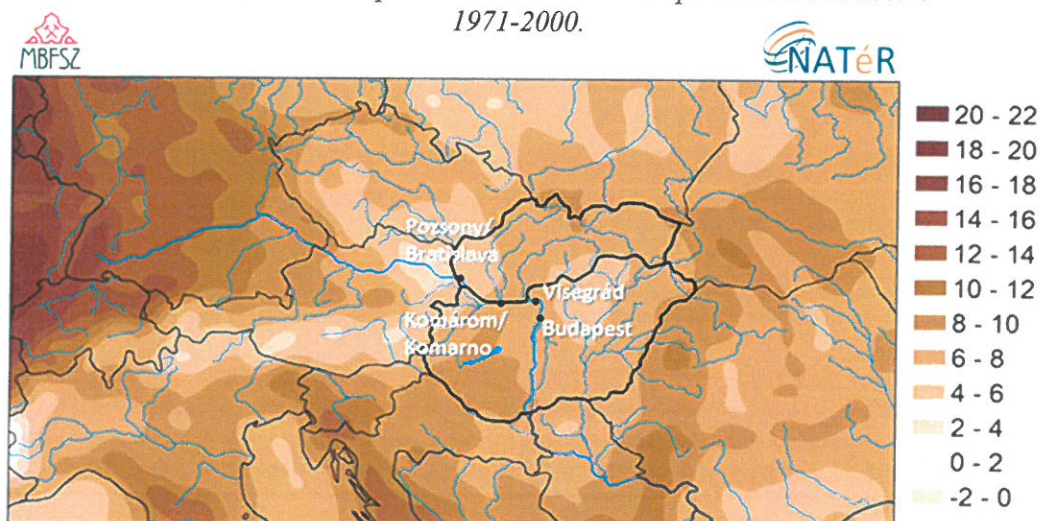 1971-2000.
MBFSZ
NATéR
20 - 22
18 - 20
16 - 18
14 - 16
12 - 14
10 - 12
8 - 10
6 - 8
4 - 6
2 - 4
0 - 2
-2 - 0
Pozsony/
Bratislava
Visegrád
Komárom/
Komarno
Budapest